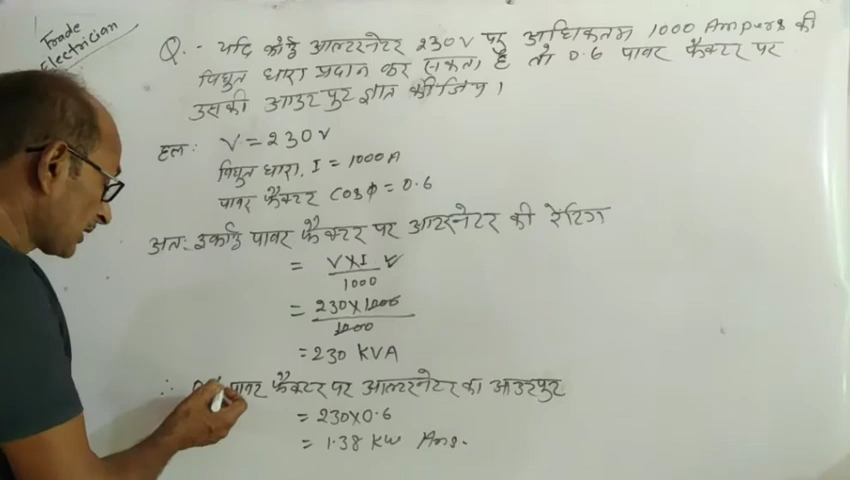 Trade
Electrician
Q. - यदि कोई आल्टरनेटर 230V पर अधिकतम 1000 Ampers की
विद्युत धारा प्रदान कर सकता है तो 0.6 पावर फैक्टर पर
उसकी आउटपुट ज्ञात कीजिए।
हल: V = 230V
विद्युत धारा, I = 1000A
पावर फैक्टर cosφ = 0.6
अत: इकाई पावर फैक्टर पर आल्टरनेटर की रेटिंग
= V×I
1000
= 230×1000
1000
= 230 KVA
∴ पावर फैक्टर पर आल्टरनेटर का आउटपुट
= 230×0.6
= 1.38 KW Ans.